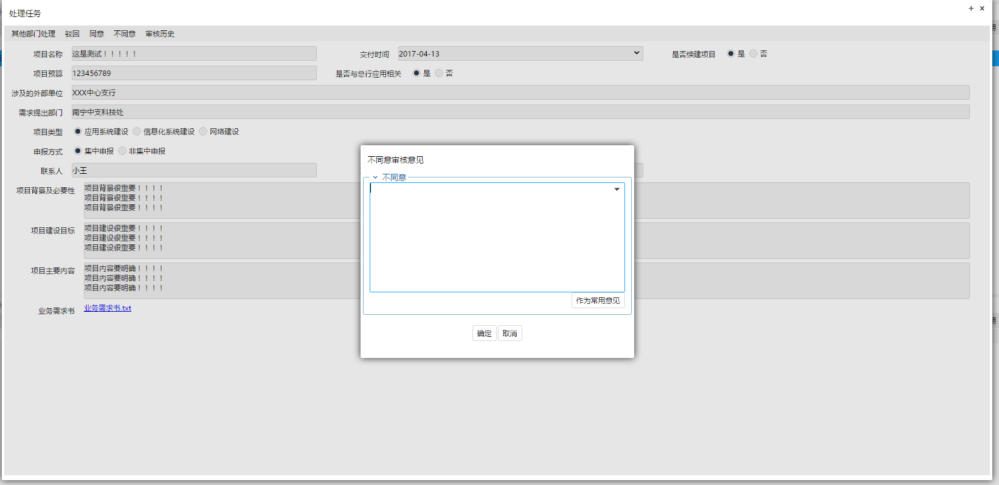 处理任务
其他部门处理 驳回 同意 不同意 审核历史
项目名称 这是测试！！！！！ 交付时间 2017-04-13 是否续建项目 是 否
项目预算 123456789 是否与总行应用相关 是 否
涉及的外部单位 XXX中心支行
需求提出部门 南宁中支科技处
项目类型 应用系统建设 信息化系统建设 网络建设
申报方式 集中申报 非集中申报
联系人 小王
项目背景及必要性 项目背景很重要！！！！
项目背景很重要！！！！
项目背景很重要！！！！
项目建设目标 项目建设很重要！！！！
项目建设很重要！！！！
项目建设很重要！！！！
项目主要内容 项目内容要明确！！！！
项目内容要明确！！！！
项目内容要明确！！！！
业务需求书 业务需求书.txt
不同意审核意见
不同意
作为常用意见
确定 取消